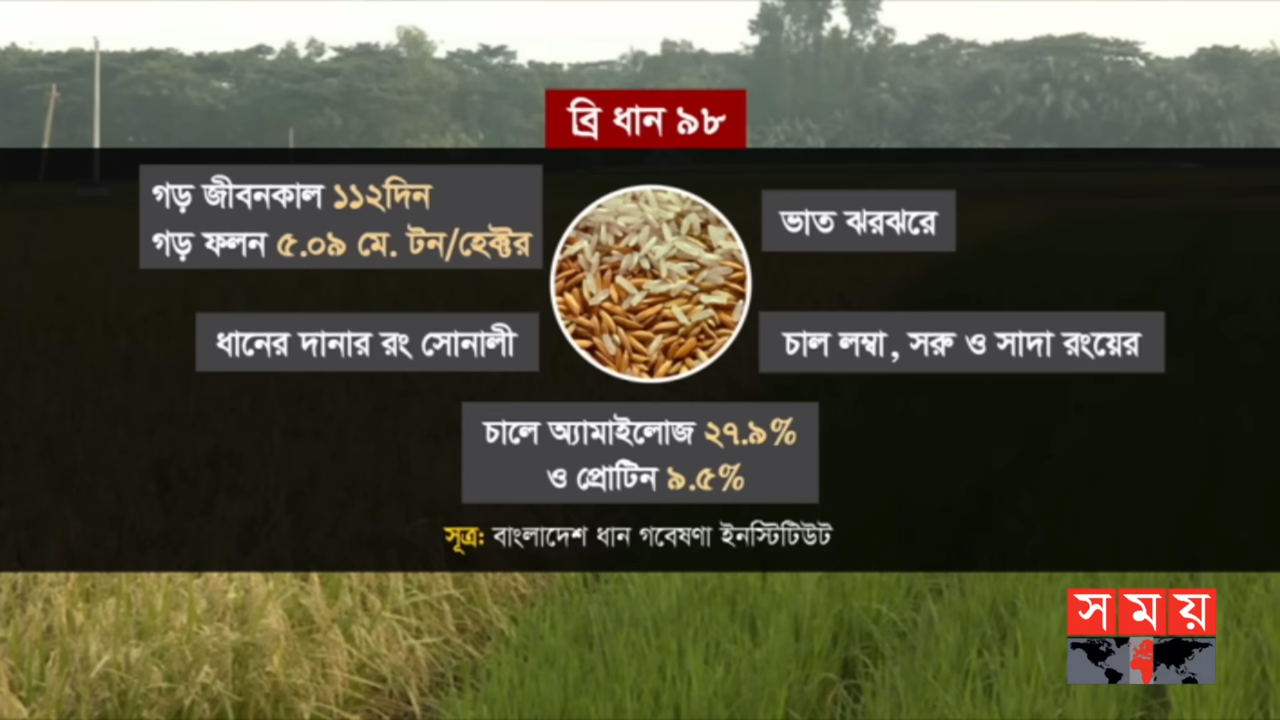 ব্রি ধান ৯৮
গড় জীবনকাল ১১২দিন
গড় ফলন ৫.০৯ মে. টন/হেক্টর
ভাত ঝরঝরে
ধানের দানার রং সোনালী
চাল লম্বা, সরু ও সাদা রংয়ের
চালে অ্যামাইলোজ ২৭.৯%
ও প্রোটিন ৯.৫%
সূত্র: বাংলাদেশ ধান গবেষণা ইনস্টিটিউট
সময়